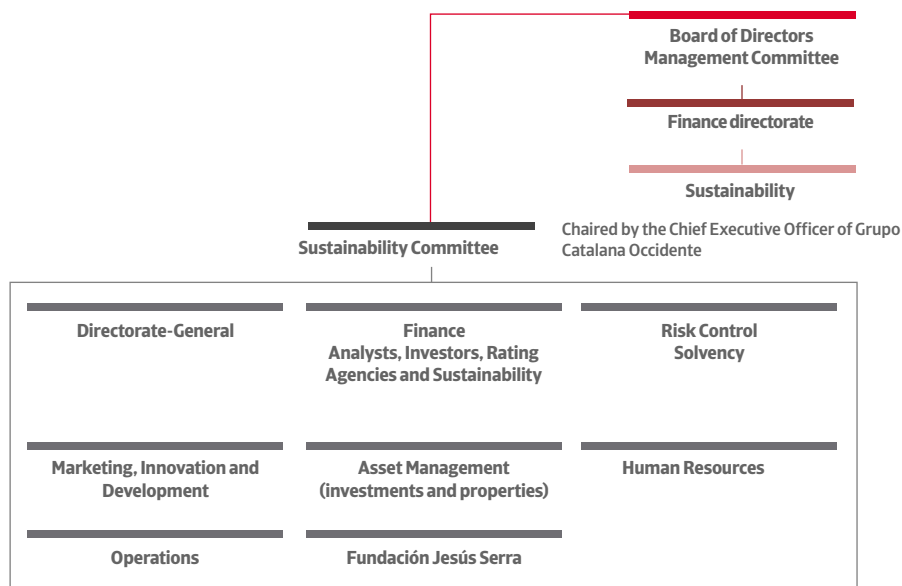 Board of Directors
Management Committee
Finance directorate
Sustainability
Chaired by the Chief Executive Officer of Grupo
Catalana Occidente
Sustainability Committee
Directorate-General
Finance
Analysts, Investors, Rating
Agencies and Sustainability
Risk Control
Solvency
Marketing, Innovation and
Development
Asset Management
(investments and properties)
Human Resources
Operations
Fundación Jesús Serra